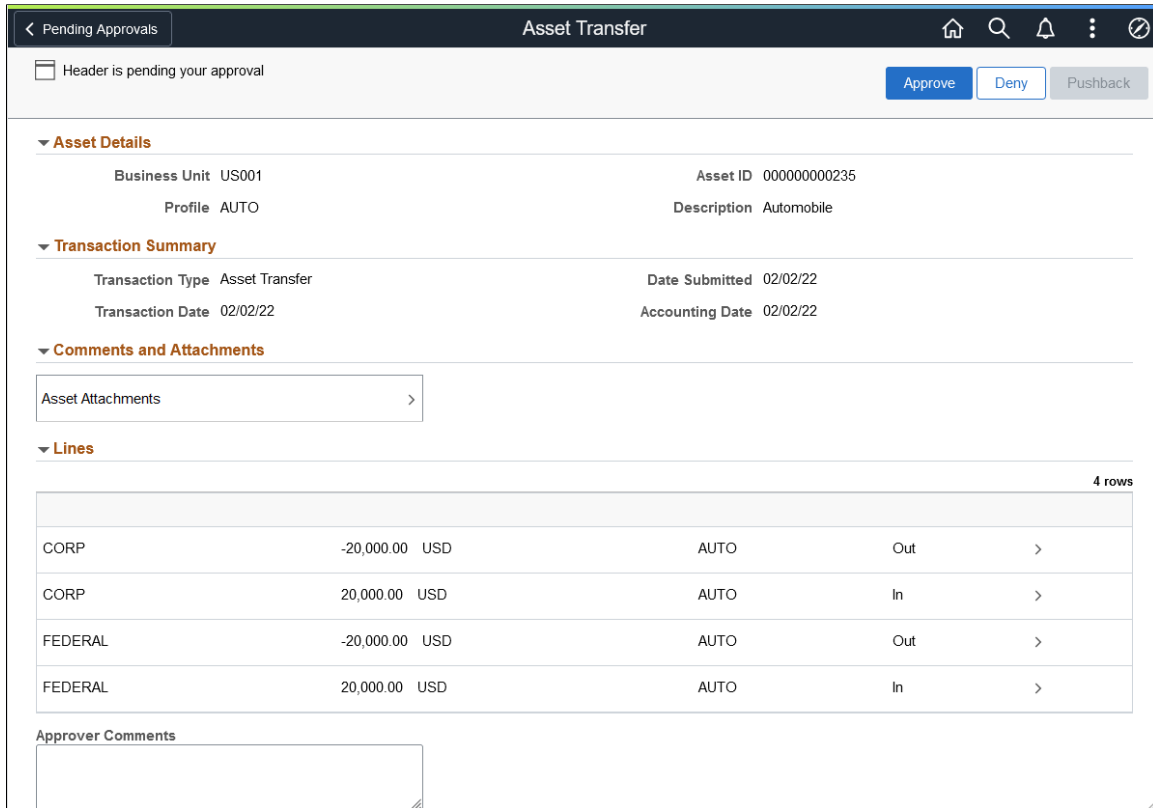 Pending Approvals Asset Transfer
Header is pending your approval
Approve Deny Pushback
Asset Details
Business Unit US001 Asset ID 000000000235
Profile AUTO Description Automobile
Transaction Summary
Transaction Type Asset Transfer Date Submitted 02/02/22
Transaction Date 02/02/22 Accounting Date 02/02/22
Comments and Attachments
Asset Attachments
Lines
4 rows
CORP -20,000.00 USD AUTO Out
CORP 20,000.00 USD AUTO In
FEDERAL -20,000.00 USD AUTO Out
FEDERAL 20,000.00 USD AUTO In
Approver Comments